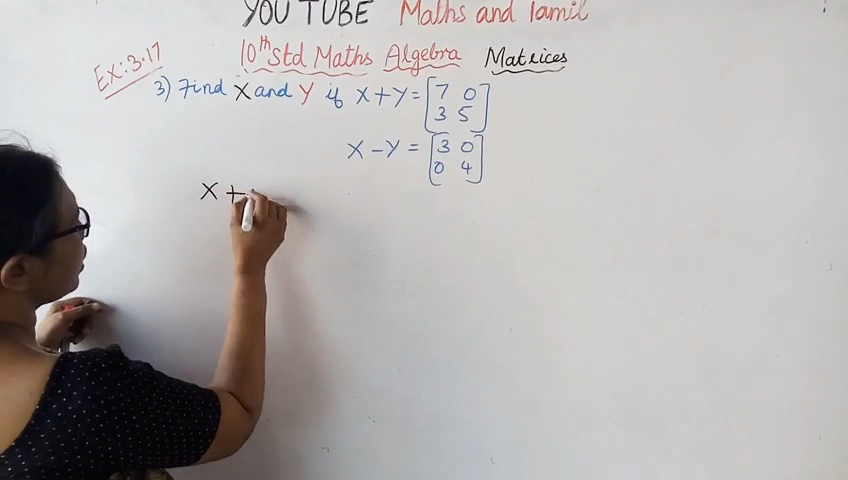 YOU TUBE Maths and Tamil
10th Std Maths Algebra Matrices
Ex:3.17
3) Find X and Y if X+Y = [7 0
3 5]
X-Y = [3 0
0 4]
X +